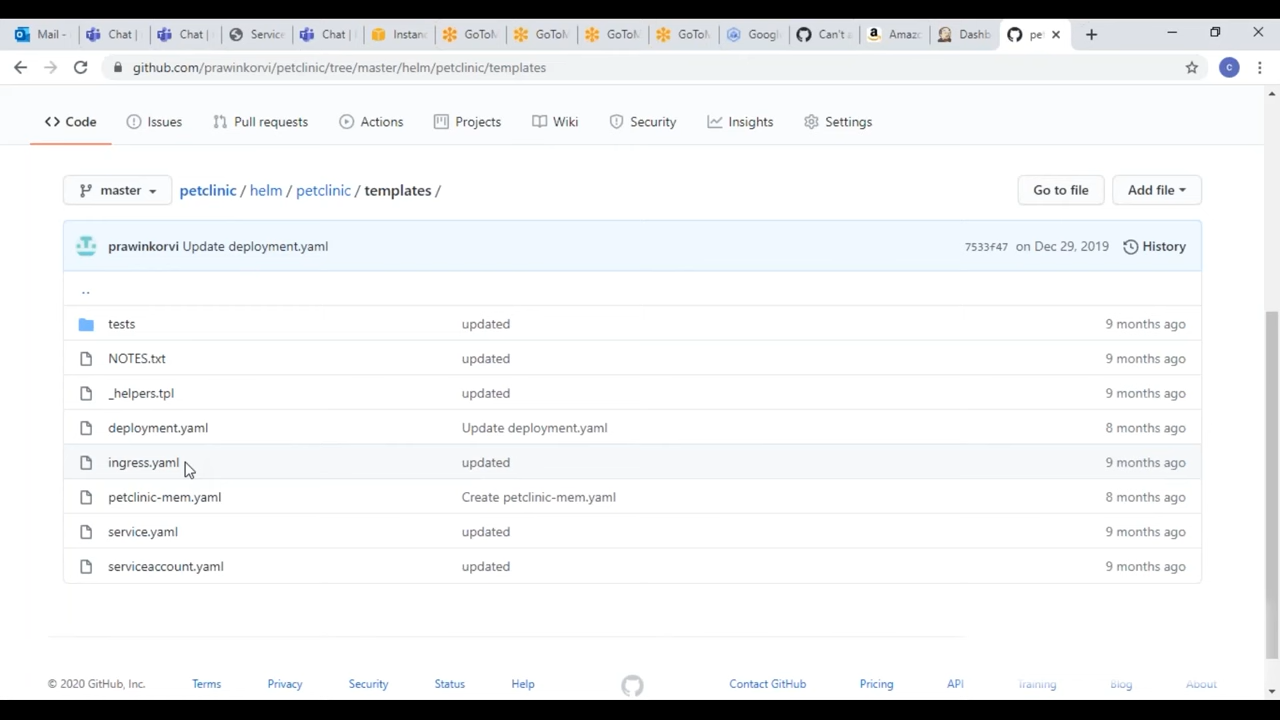 Mail - Chat | Chat | Servic Chat | Instanc GoToM GoToM GoToM GoToM Googl Can't a Amaz Dashb pet
github.com/prawinkorvi/petclinic/tree/master/helm/petclinic/templates C
Code Issues Pull requests Actions Projects Wiki Security Insights Settings
master petclinic / helm / petclinic / templates / Go to file Add file
prawinkorvi Update deployment.yaml 7533f47 on Dec 29, 2019 History
..
tests updated 9 months ago
NOTES.txt updated 9 months ago
_helpers.tpl updated 9 months ago
deployment.yaml Update deployment.yaml 8 months ago
ingress.yaml updated 9 months ago
petclinic-mem.yaml Create petclinic-mem.yaml 8 months ago
service.yaml updated 9 months ago
serviceaccount.yaml updated 9 months ago
© 2020 GitHub, Inc. Terms Privacy Security Status Help Contact GitHub Pricing API Training Blog About